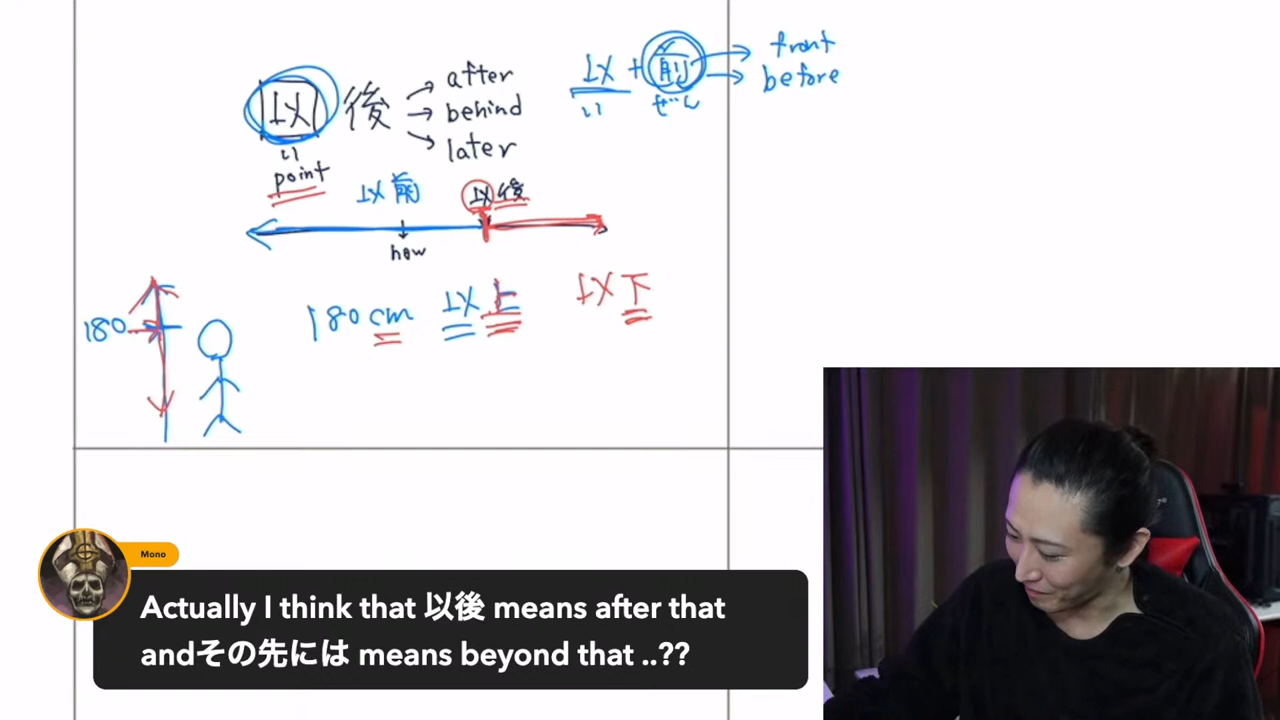 以後
after
behind
later
い
point
以+前
front
before
い ぜん
以前
以後
now
180
180cm 以上 以下
Mono
Actually I think that 以後 means after that
andその先には means beyond that ..??